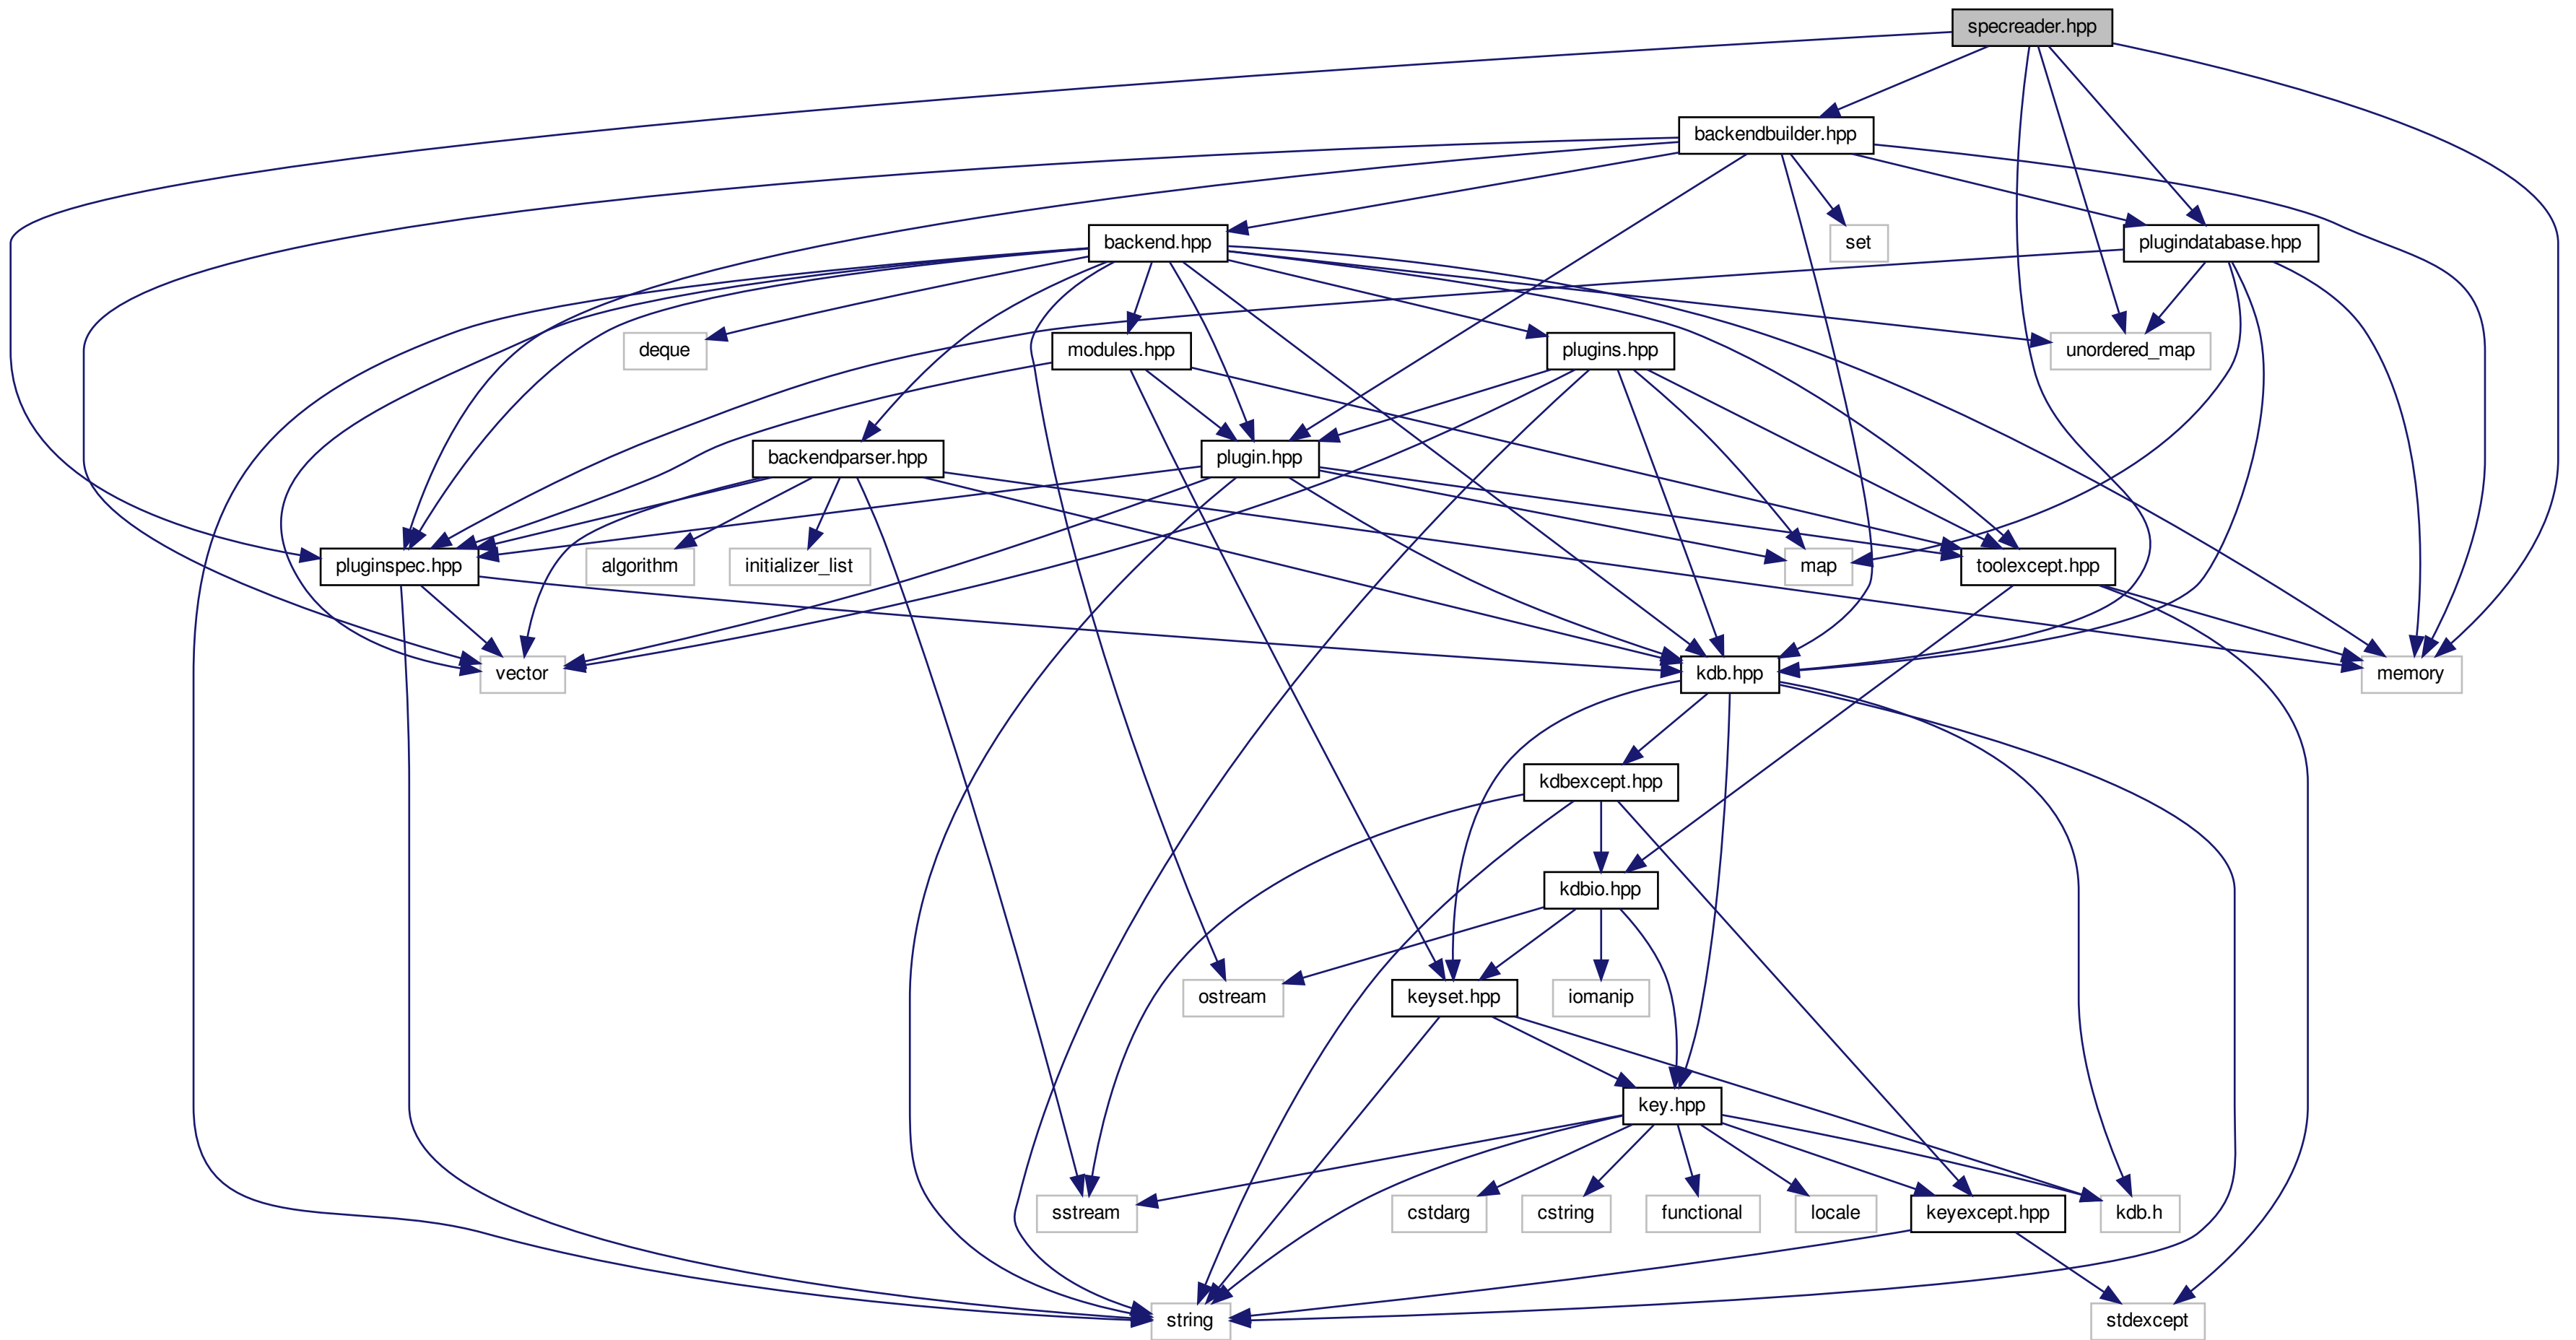 specreader.hpp
backendbuilder.hpp
backend.hpp
set
plugindatabase.hpp
deque
modules.hpp
plugins.hpp
unordered_map
backendparser.hpp
plugin.hpp
pluginspec.hpp
algorithm
initializer_list
map
toolexcept.hpp
vector
kdb.hpp
memory
kdbexcept.hpp
kdbio.hpp
ostream
keyset.hpp
iomanip
key.hpp
sstream
cstdarg
cstring
functional
locale
keyexcept.hpp
kdb.h
string
stdexcept